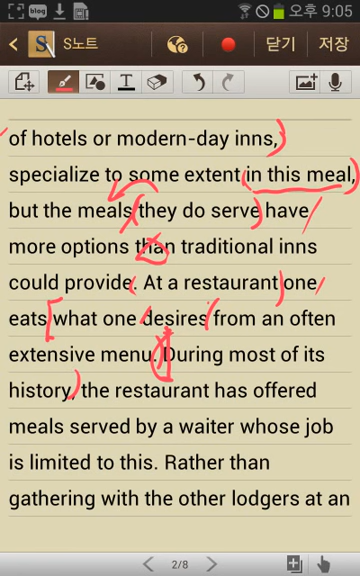 blog 오후 9:05
S S노트 닫기 저장
T
of hotels or modern-day inns,
specialize to some extent in this meal,
but the meals they do serve have
more options than traditional inns
could provide. At a restaurant one
eats what one desires from an often
extensive menu. During most of its
history, the restaurant has offered
meals served by a waiter whose job
is limited to this. Rather than
gathering with the other lodgers at an
2/8